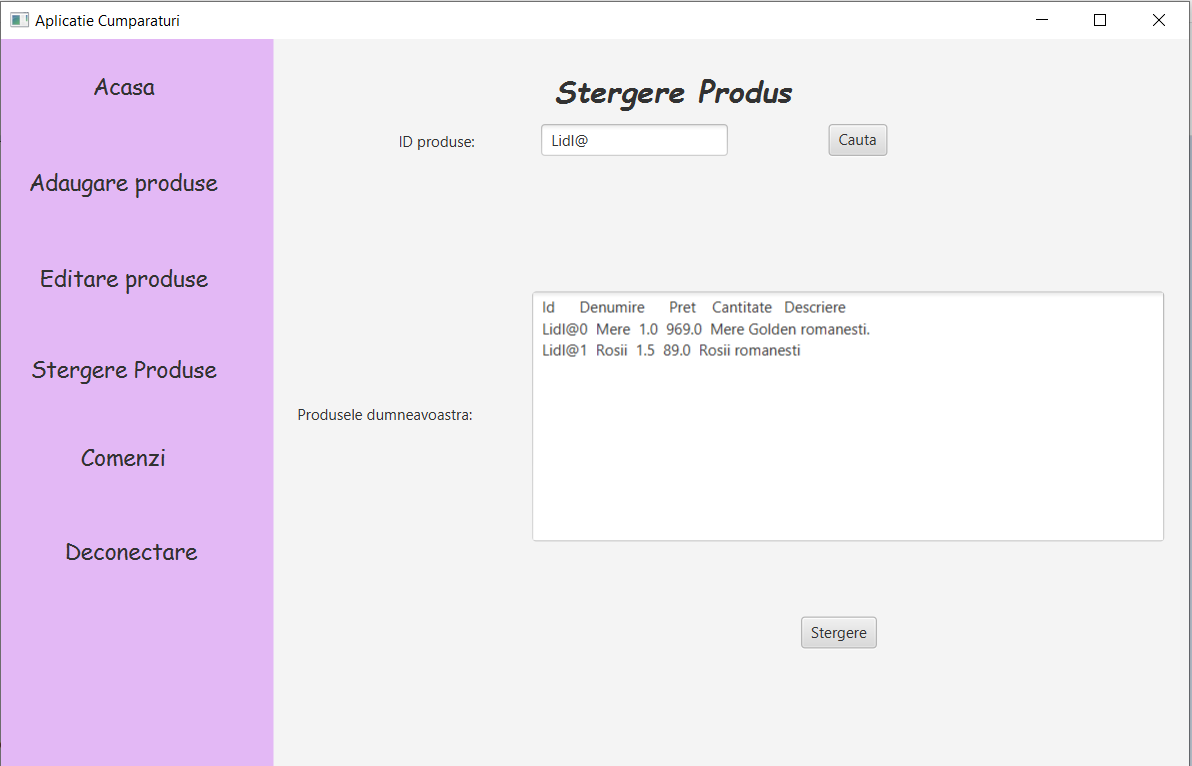 Aplicatie Cumparaturi
Acasa
Adaugare produse
Editare produse
Stergere Produse
Comenzi
Deconectare
Stergere Produs
ID produse: Lidl@ Cauta
Produsele dumneavoastra:
Id Denumire Pret Cantitate Descriere
Lidl@0 Mere 1.0 969.0 Mere Golden romanesti.
Lidl@1 Rosii 1.5 89.0 Rosii romanesti
Stergere